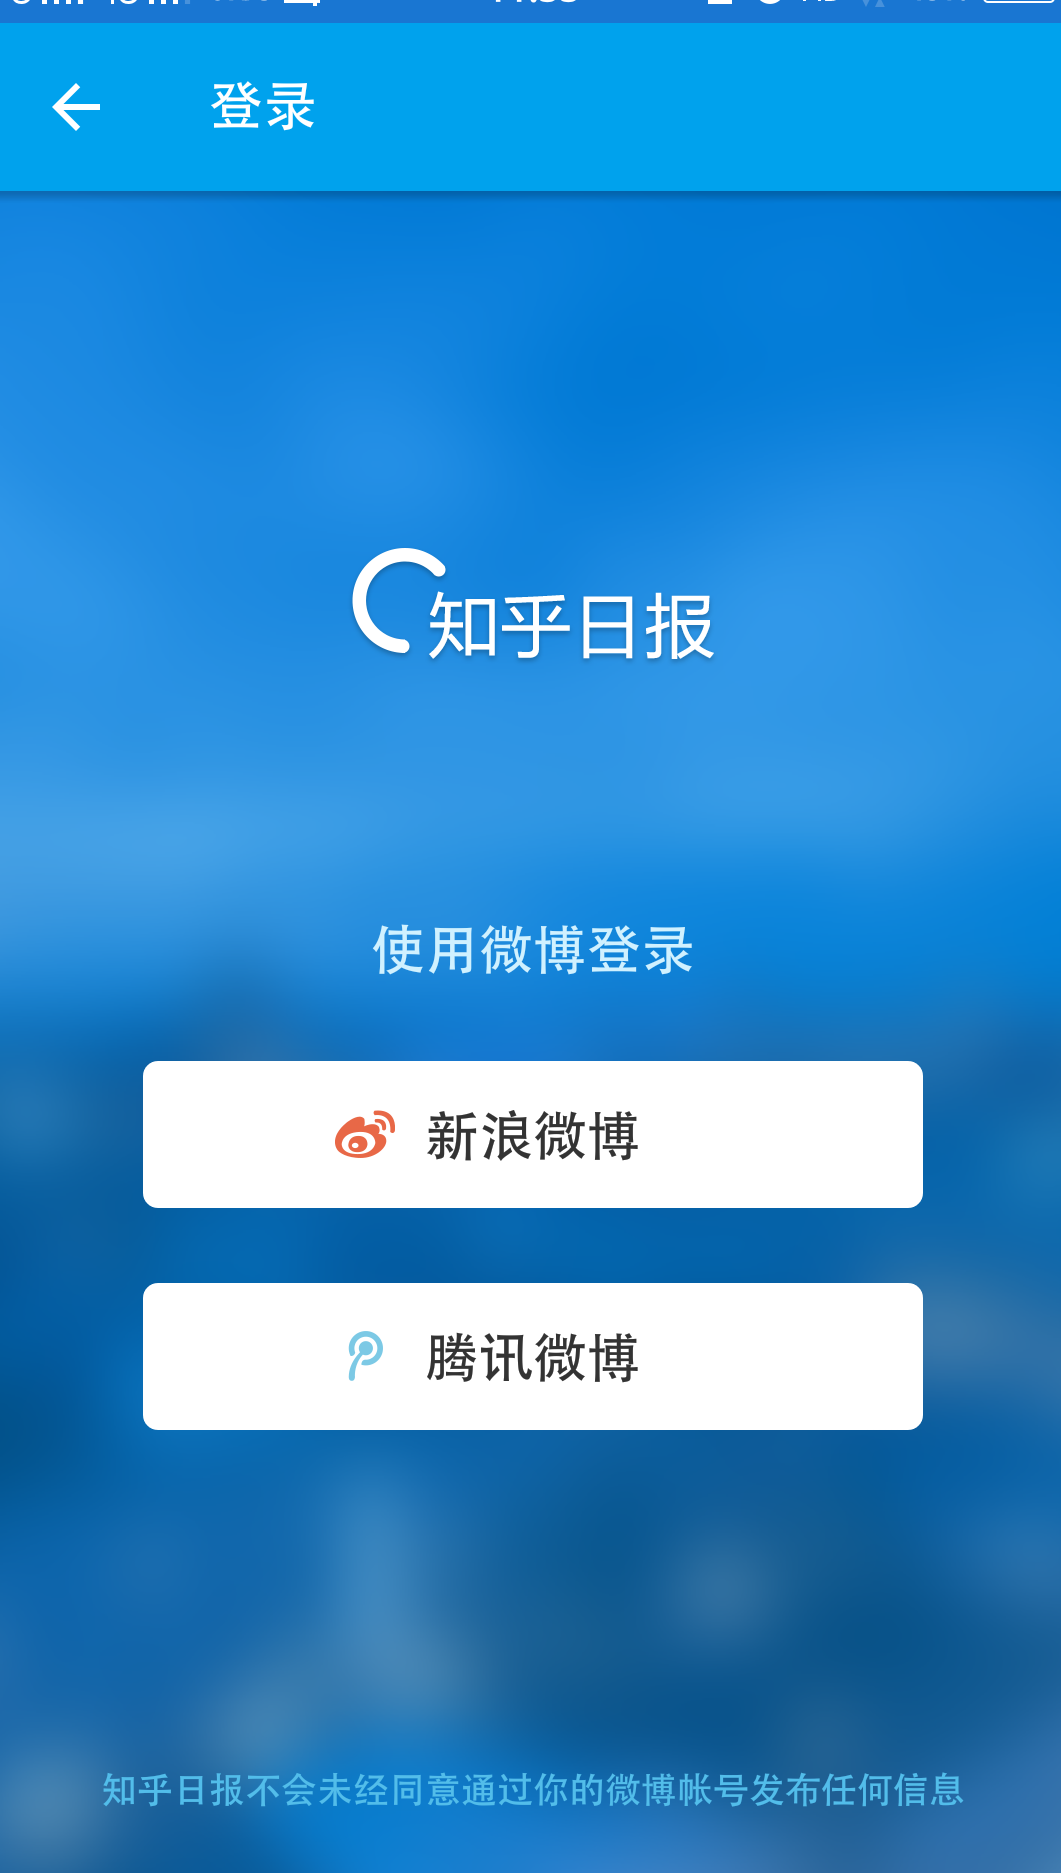 登录
知乎日报
使用微博登录
新浪微博
腾讯微博
知乎日报不会未经同意通过你的微博帐号发布任何信息